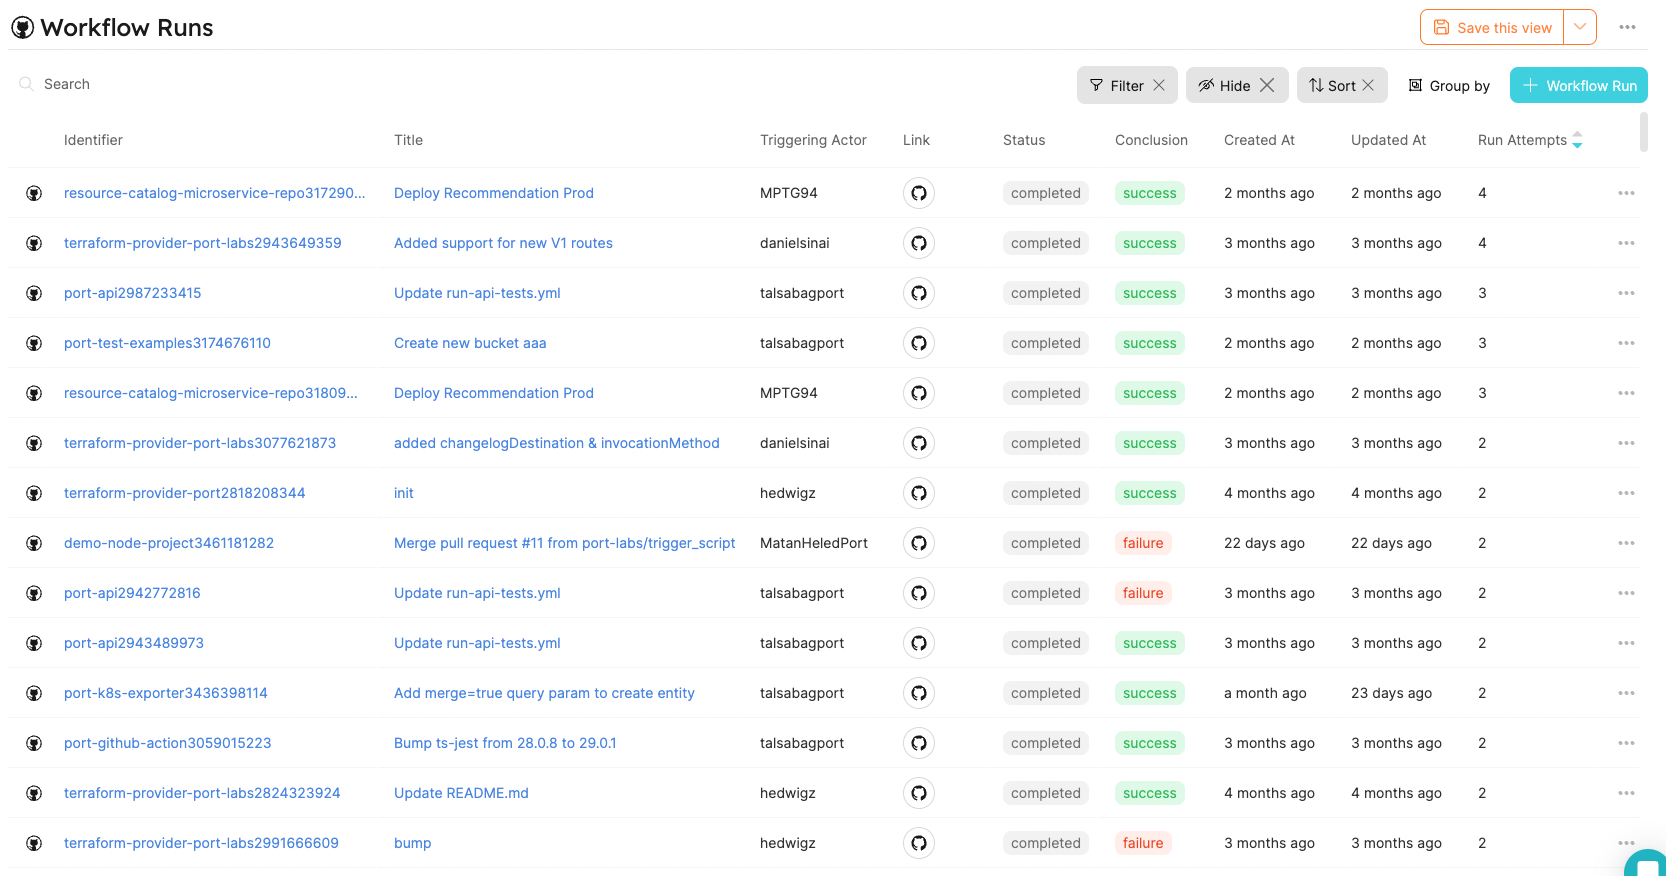 Workflow Runs
Save this view
Search
Filter Hide Sort Group by Workflow Run
Identifier Title Triggering Actor Link Status Conclusion Created At Updated At Run Attempts
resource-catalog-microservice-repo317290... Deploy Recommendation Prod MPTG94 completed success 2 months ago 2 months ago 4
terraform-provider-port-labs2943649359 Added support for new V1 routes danielsinai completed success 3 months ago 3 months ago 4
port-api2987233415 Update run-api-tests.yml talsabagport completed success 3 months ago 3 months ago 3
port-test-examples3174676110 Create new bucket aaa talsabagport completed success 2 months ago 2 months ago 3
resource-catalog-microservice-repo31809... Deploy Recommendation Prod MPTG94 completed success 2 months ago 2 months ago 3
terraform-provider-port-labs3077621873 added changelogDestination & invocationMethod danielsinai completed success 3 months ago 3 months ago 2
terraform-provider-port2818208344 init hedwigz completed success 4 months ago 4 months ago 2
demo-node-project3461181282 Merge pull request #11 from port-labs/trigger_script MatanHeledPort completed failure 22 days ago 22 days ago 2
port-api2942772816 Update run-api-tests.yml talsabagport completed failure 3 months ago 3 months ago 2
port-api2943489973 Update run-api-tests.yml talsabagport completed success 3 months ago 3 months ago 2
port-k8s-exporter3436398114 Add merge=true query param to create entity talsabagport completed success a month ago 23 days ago 2
port-github-action3059015223 Bump ts-jest from 28.0.8 to 29.0.1 talsabagport completed success 3 months ago 3 months ago 2
terraform-provider-port-labs2824323924 Update README.md hedwigz completed success 4 months ago 4 months ago 2
terraform-provider-port-labs2991666609 bump hedwigz completed failure 3 months ago 3 months ago 2